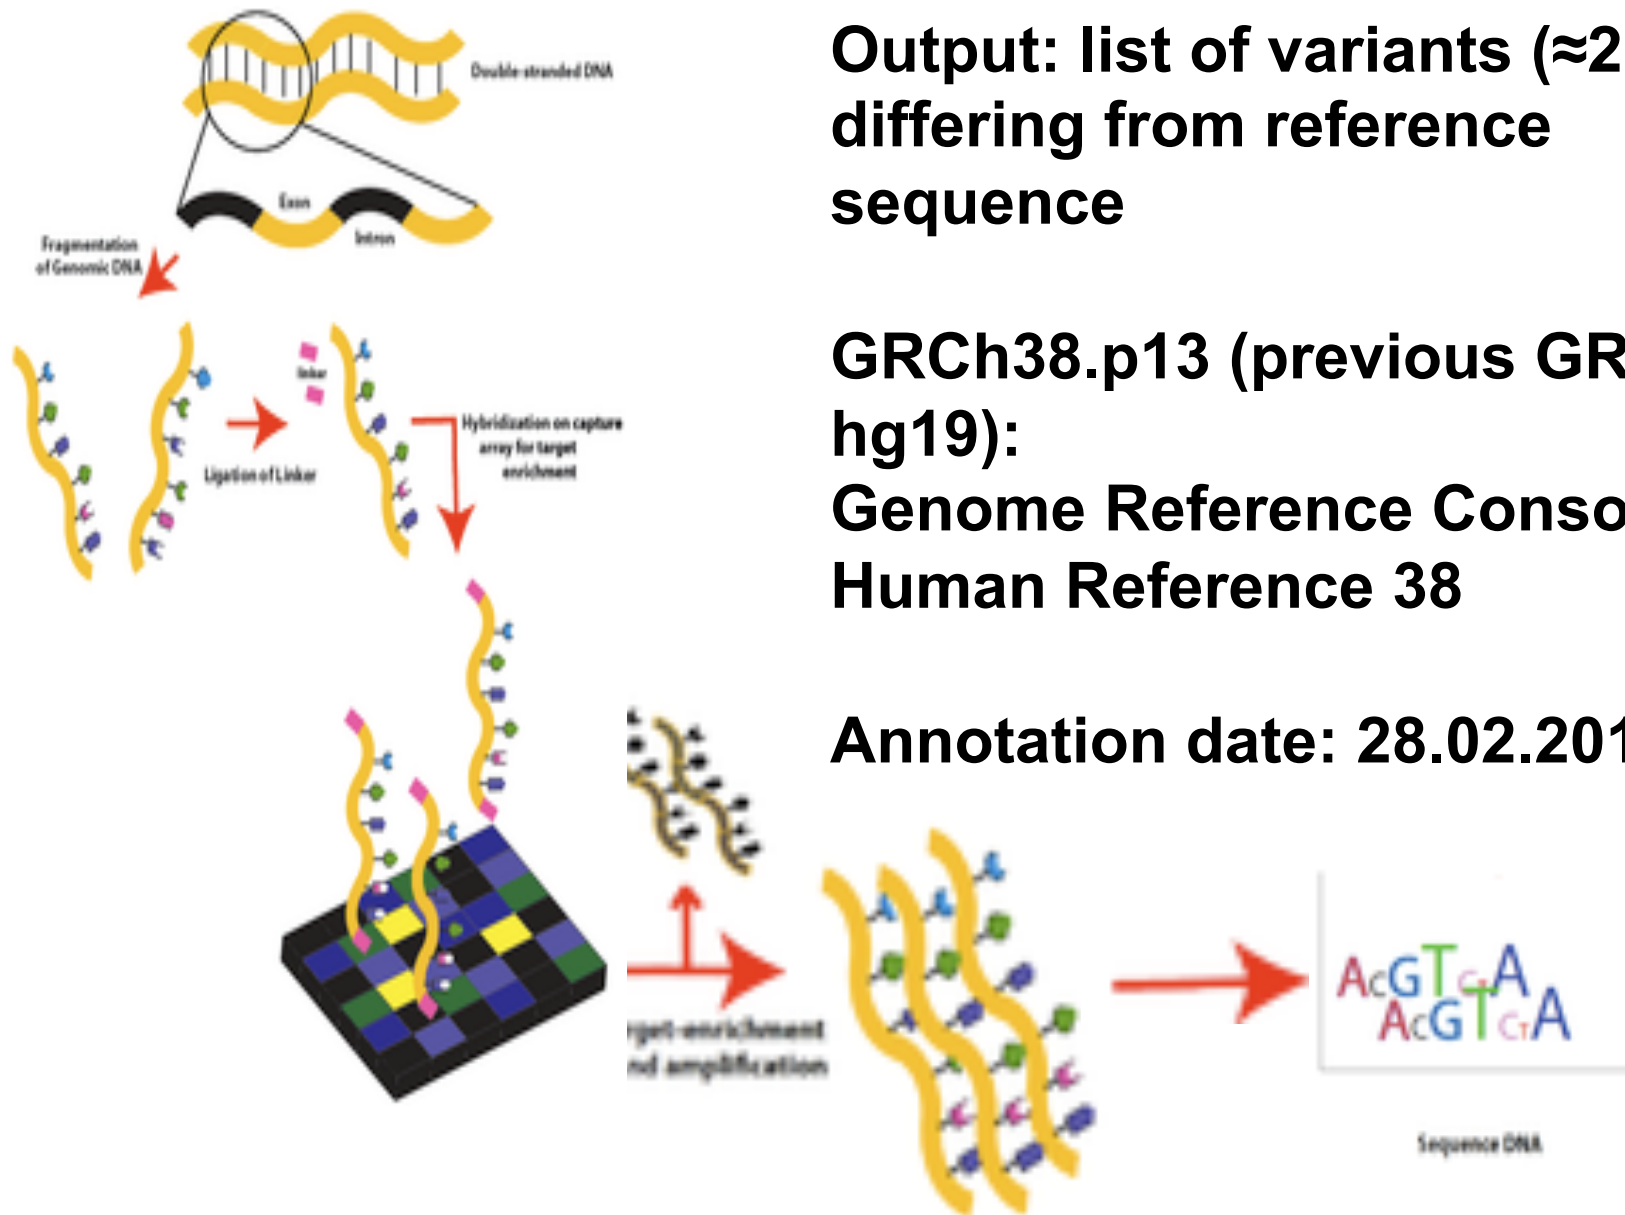 Double-stranded DNA
Exon
Intron
Fragmentation
of Genomic DNA
linker
Ligation of Linker
Hybridization on capture
array for target
enrichment
rget-enrichment
nd amplification
ACGTCTA
ACGTCTA
Sequence DNA
Output: list of variants (≈2
differing from reference
sequence
GRCh38.p13 (previous GR
hg19):
Genome Reference Conso
Human Reference 38
Annotation date: 28.02.201